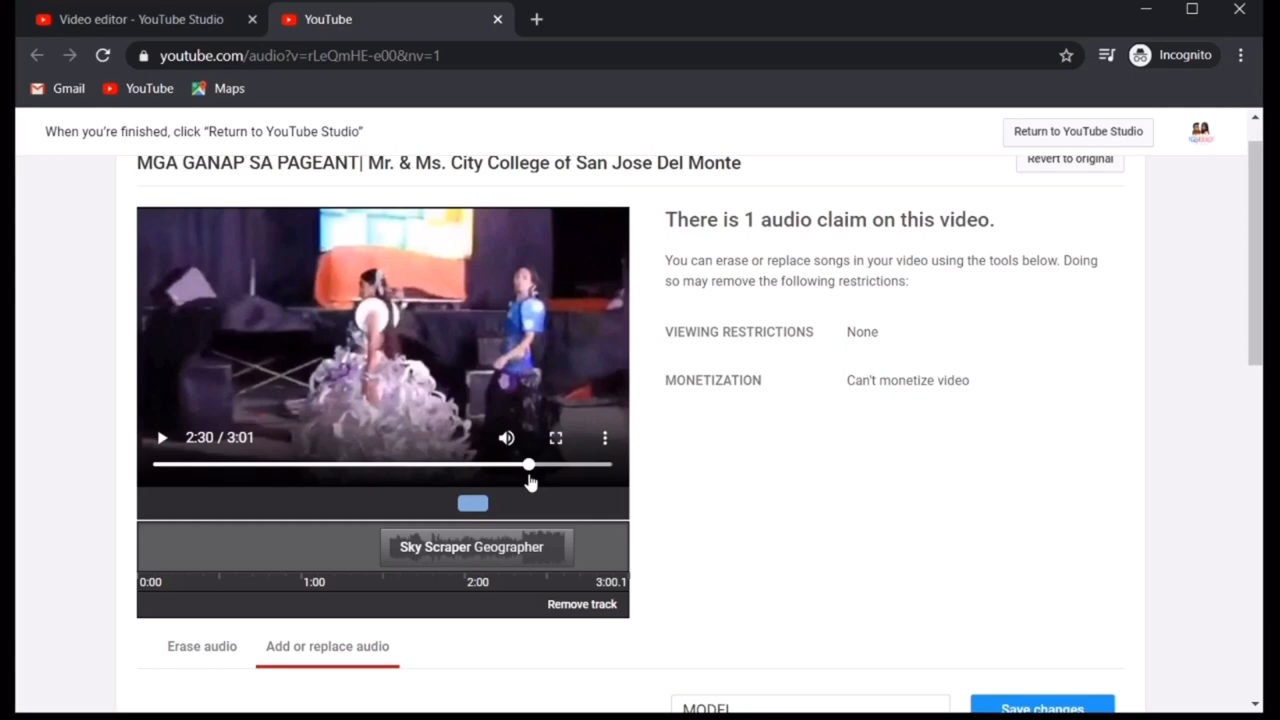 Video editor - YouTube Studio
YouTube
youtube.com/audio?v=rLeQmHE-e00&nv=1
Incognito
Gmail
YouTube
Maps
When you're finished, click “Return to YouTube Studio”
Return to YouTube Studio
MGA GANAP SA PAGEANT| Mr. & Ms. City College of San Jose Del Monte
Revert to original
There is 1 audio claim on this video.
You can erase or replace songs in your video using the tools below. Doing
so may remove the following restrictions:
VIEWING RESTRICTIONS None
MONETIZATION Can't monetize video
2:30 / 3:01
Sky Scraper Geographer
0:00 1:00 2:00 3:00.1
Remove track
Erase audio Add or replace audio
MODEL
Save changes